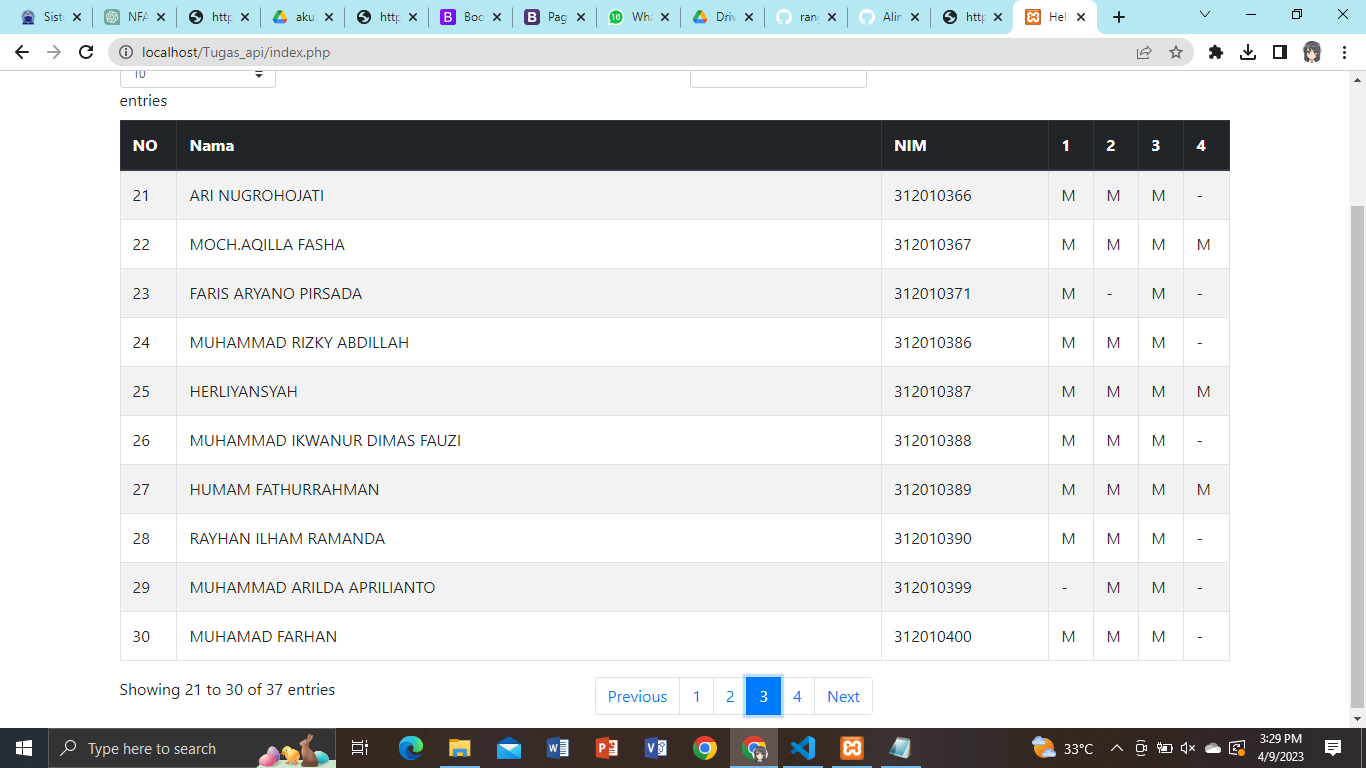 Sist NFA http aku. http Boo Pag Wha Driv ran Alin http Hel
localhost/Tugas_api/index.php
10
entries
NO Nama NIM 1 2 3 4
21 ARI NUGROHOJATI 312010366 M M M -
22 MOCH.AQILLA FASHA 312010367 M M M M
23 FARIS ARYANO PIRSADA 312010371 M - M -
24 MUHAMMAD RIZKY ABDILLAH 312010386 M M M -
25 HERLIYANSYAH 312010387 M M M M
26 MUHAMMAD IKWANUR DIMAS FAUZI 312010388 M M M -
27 HUMAM FATHURRAHMAN 312010389 M M M M
28 RAYHAN ILHAM RAMANDA 312010390 M M M -
29 MUHAMMAD ARILDA APRILIANTO 312010399 - M M -
30 MUHAMAD FARHAN 312010400 M M M -
Showing 21 to 30 of 37 entries Previous 1 2 3 4 Next
Type here to search 33°C 3:29 PM
4/9/2023